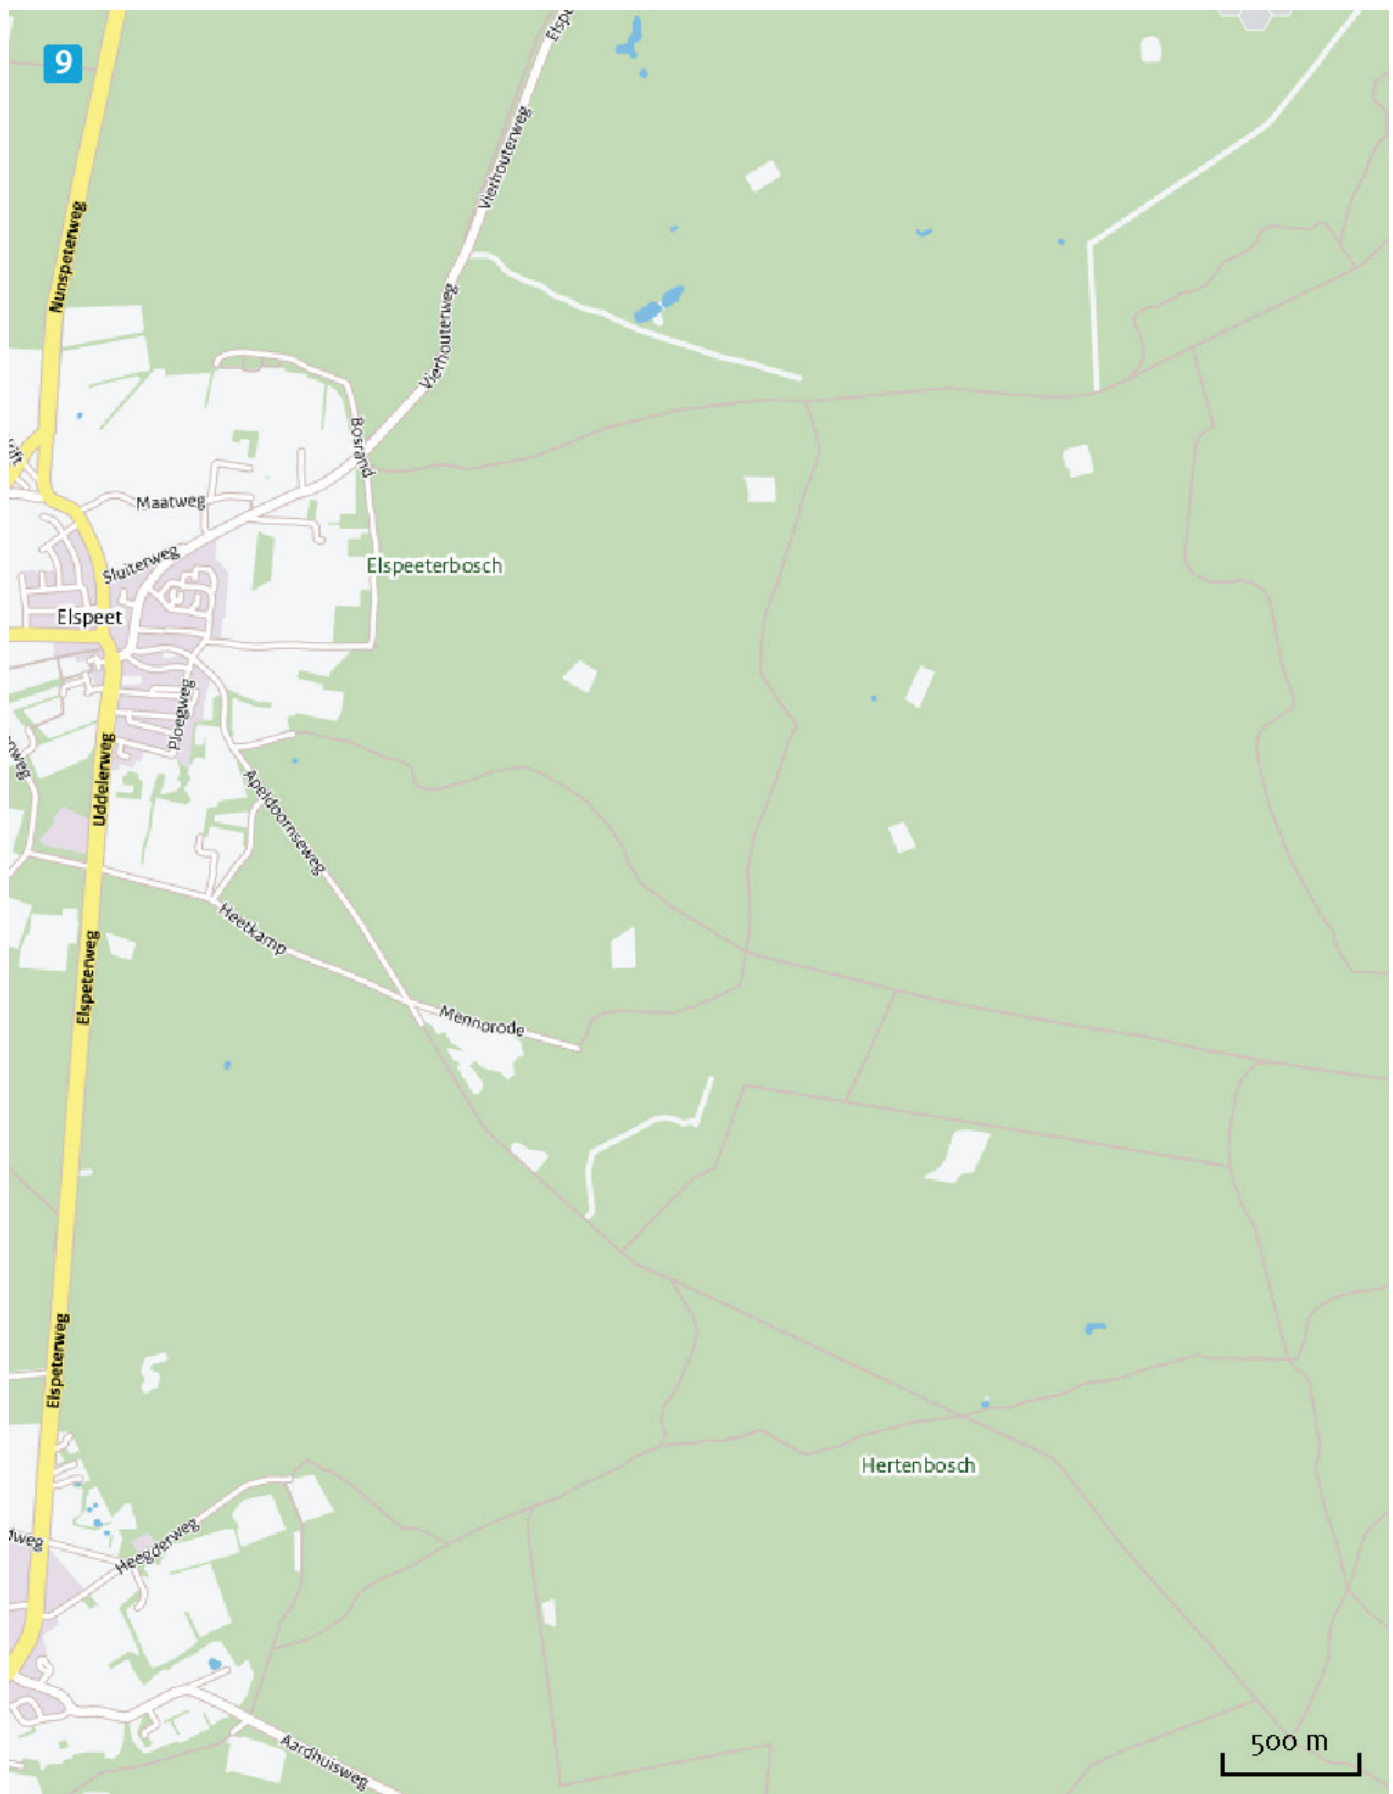 9
Elspe
Vierhouterweg
Nunspeterweg
Vierhouterweg
Bosrand
Maatweg
Sluiterweg
Elspeeterbosch
Elspeet
Ploegweg
Uddelerweg
Apeldoornseweg
Heetkamp
Elspeterweg
Mennorode
Elspeterweg
Hertenbosch
Heegderweg
500 m
Aardhuisweg